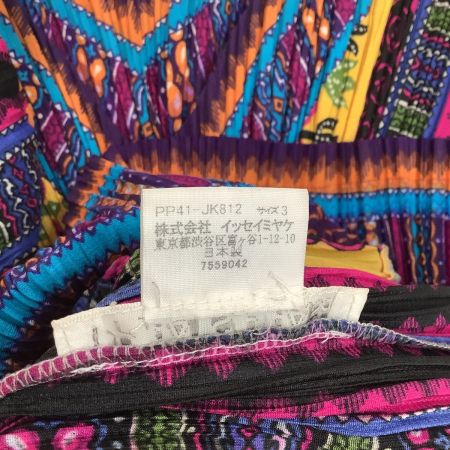 PP41-JK812 サイズ3
株式会社 イッセイミヤケ
東京都渋谷区富ヶ谷1-12-10
日本製
7559042